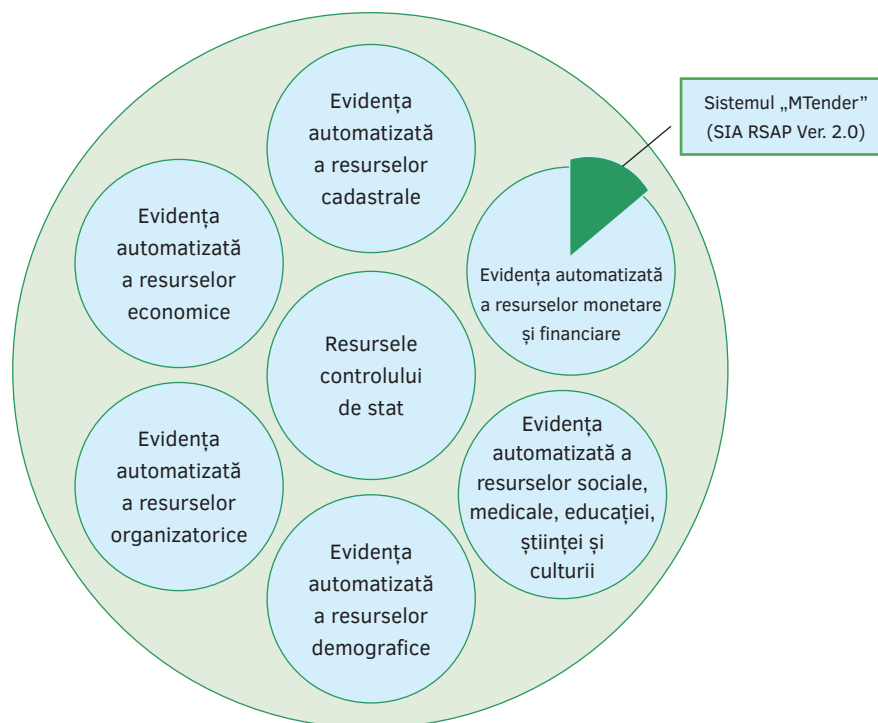 Evidența
automatizată
a resurselor
cadastrale
Sistemul „MTender”
(SIA RSAP Ver. 2.0)
Evidența
automatizată
a resurselor
economice
Evidența automatizată
a resurselor monetare
și financiare
Resursele
controlului
de stat
Evidența
automatizată
a resurselor
organizatorice
Evidența
automatizată a
resurselor sociale,
medicale, educației,
științei și
culturii
Evidența
automatizată
a resurselor
demografice